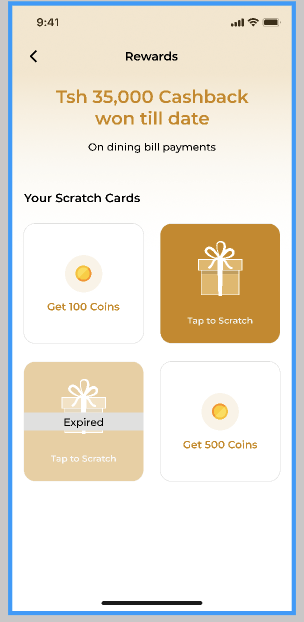 9:41
Rewards
Tsh 35,000 Cashback
won till date
On dining bill payments
Your Scratch Cards
Get 100 Coins
Tap to Scratch
Expired
Tap to Scratch
Get 500 Coins